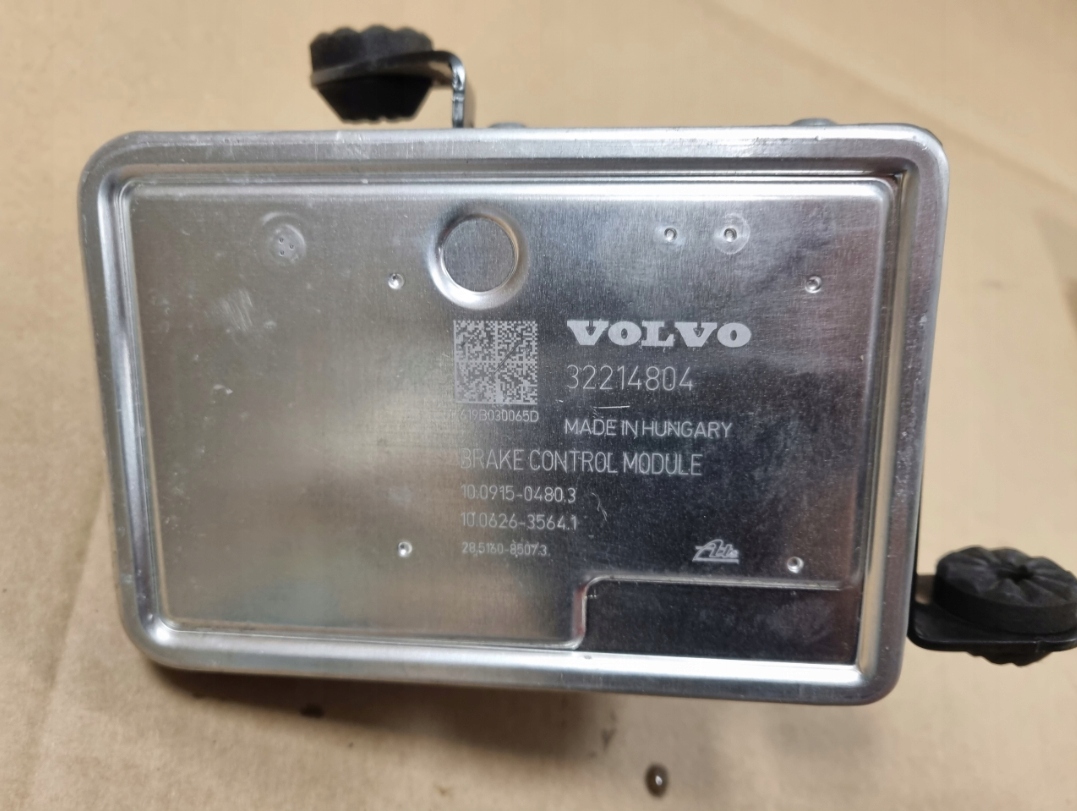 VOLVO
32214804
MADE IN HUNGARY
BRAKE CONTROL MODULE
10.0915-0480.3
10.0626-3564.1
28.5160-8507.3
Ate